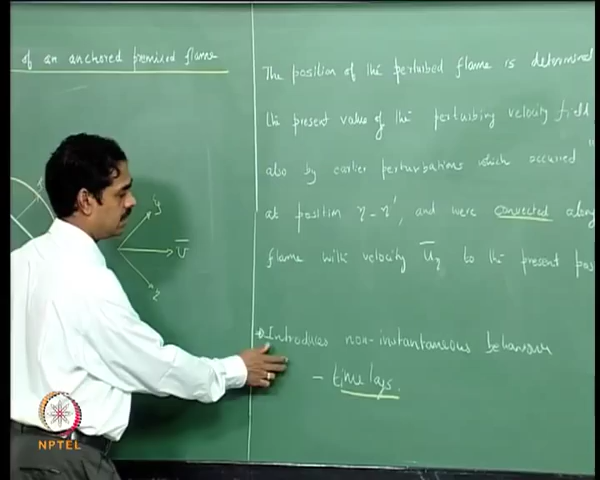 of an anchored premixed flame
The position of the perturbed flame is determined
the present value of the perturbing velocity field
also by earlier perturbations which occurred
at position η-η', and were convected along
flame with velocity Ūη to the present pos
→Introduces non-instantaneous behaviour
- time lags.
y
Ū
z
NPTEL